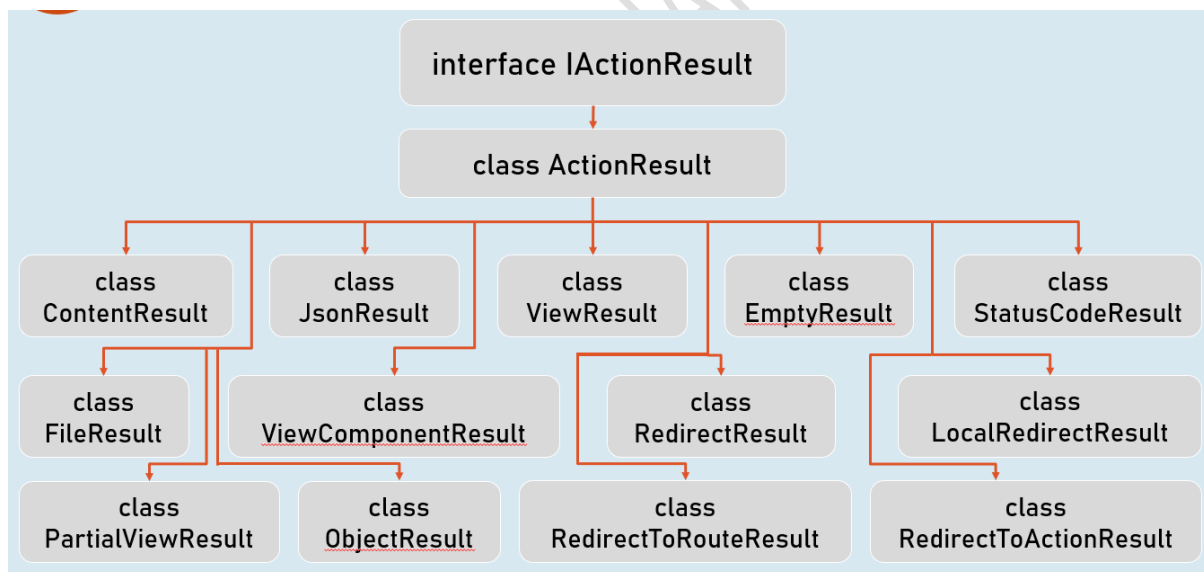 interface IActionResult
class ActionResult
class
ContentResult
class
JsonResult
class
ViewResult
class
EmptyResult
class
StatusCodeResult
class
FileResult
class
ViewComponentResult
class
RedirectResult
class
LocalRedirectResult
class
PartialViewResult
class
ObjectResult
class
RedirectToRouteResult
class
RedirectToActionResult